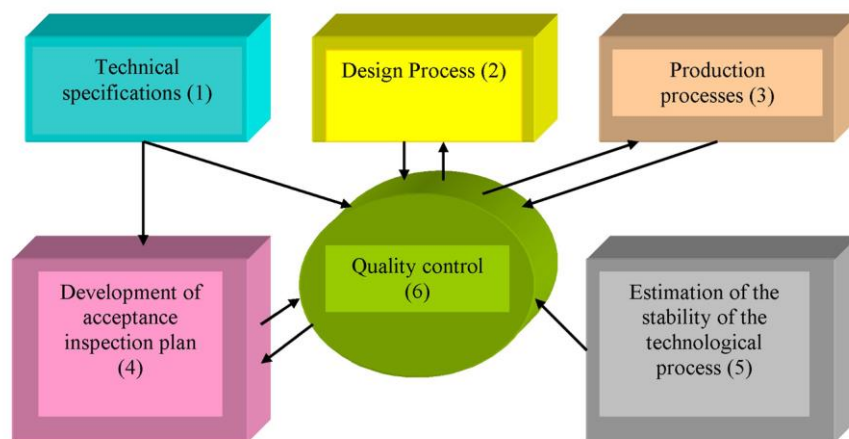 Technical
specifications (1)
Design Process (2)
Production
processes (3)
Development of
acceptance
inspection plan
(4)
Quality control
(6)
Estimation of the
stability of the
technological
process (5)